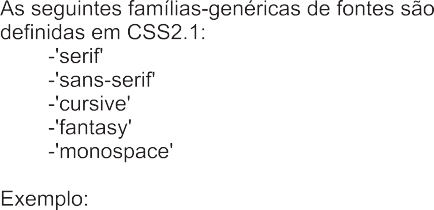 As seguintes famílias-genéricas de fontes são
definidas em CSS2.1:
-'serif'
-'sans-serif'
-'cursive'
-'fantasy'
-'monospace'
Exemplo: